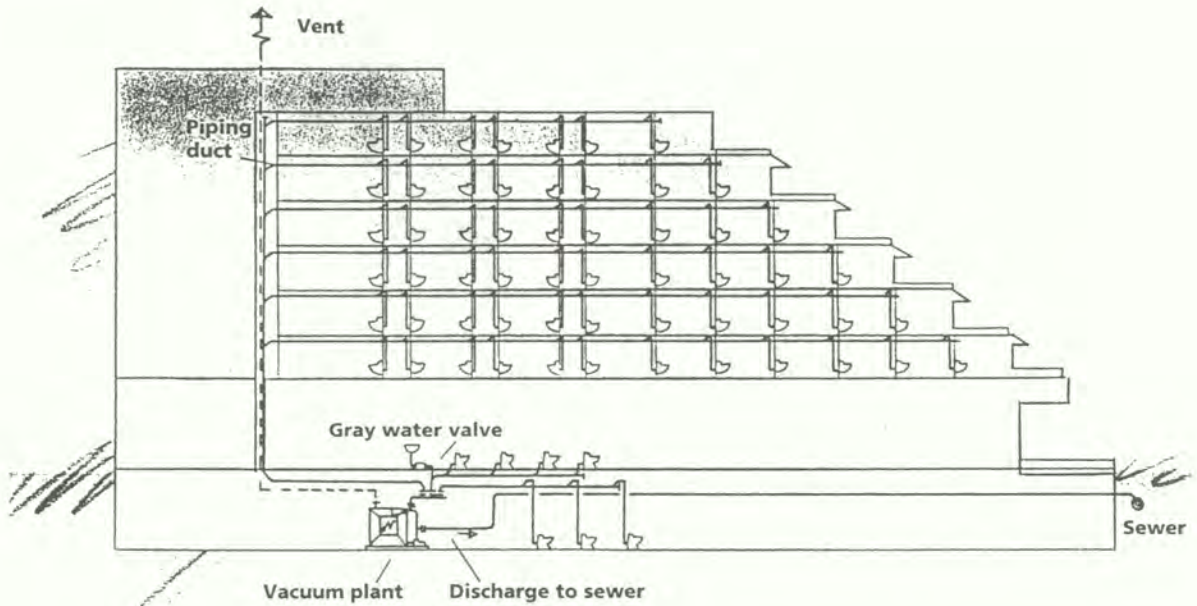 Vent
Piping
duct
Gray water valve
Sewer
Vacuum plant
Discharge to sewer